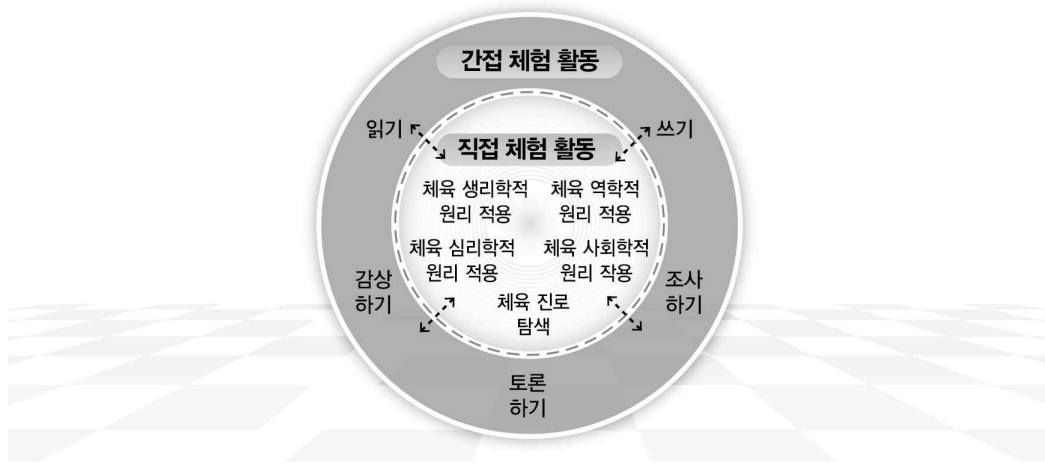 간접 체험 활동
읽기
쓰기
직접 체험 활동
체육 생리학적
원리 적용
체육 역학적
원리 적용
체육 심리학적
원리 적용
체육 사회학적
원리 작용
감상
하기
조사
하기
체육 진로
탐색
토론
하기